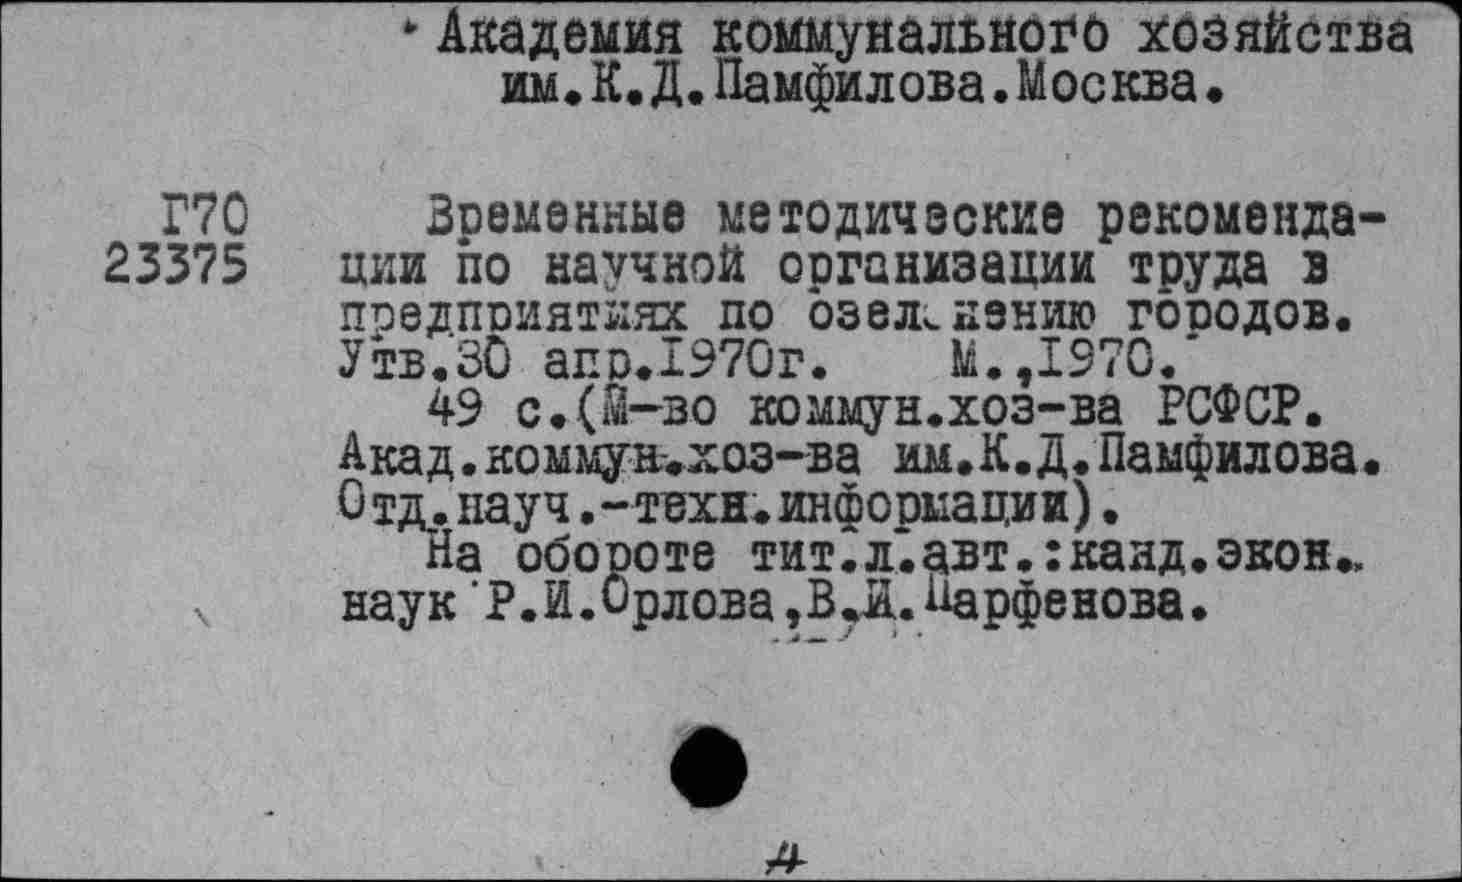 Академия коммунального хозяйства
им.К.Д.Памфилова.Москва.
Г70
23375
Временные методические рекоменда-
ции по научной организации труда в
предприятиях по озеленению городов.
Утв.30 апр.1970г. М.,1970.
49 с.(М-во коммун.хоз-ва РСФСР.
Акад.коммун.хоз-ва им.К.Д.Памфилова.
Отд.науч.-техн.информации).
На обороте тит.л.авт.:канд.экон.
наук Р.И.Орлова,В.И.Парфенова.